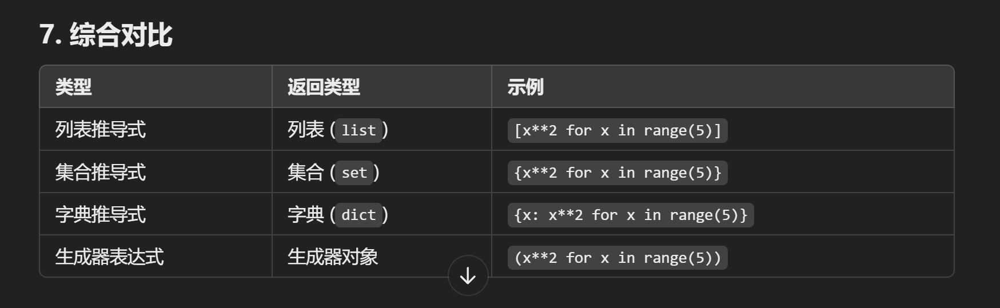 7. 综合对比
类型 返回类型 示例
列表推导式 列表 (list) [x**2 for x in range(5)]
集合推导式 集合 (set) {x**2 for x in range(5)}
字典推导式 字典 (dict) {x: x**2 for x in range(5)}
生成器表达式 生成器对象 (x**2 for x in range(5))